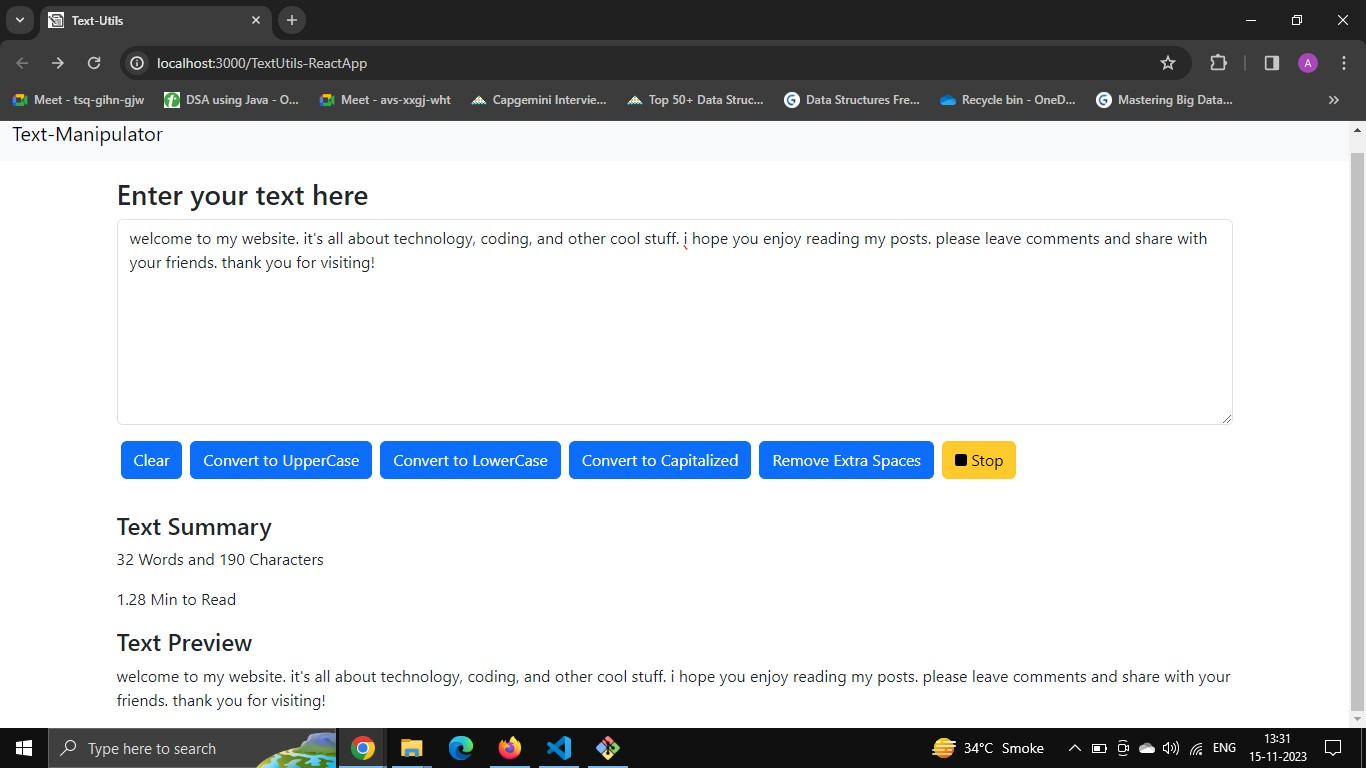 Text-Utils
localhost:3000/TextUtils-ReactApp
A
Meet - tsq-gihn-gjw
DSA using Java - O...
Meet - avs-xxgj-wht
Capgemini Intervie...
Top 50+ Data Struc...
Data Structures Fre...
Recycle bin - OneD...
Mastering Big Data...
Text-Manipulator
Enter your text here
welcome to my website. it's all about technology, coding, and other cool stuff. i hope you enjoy reading my posts. please leave comments and share with
your friends. thank you for visiting!
Clear
Convert to UpperCase
Convert to LowerCase
Convert to Capitalized
Remove Extra Spaces
Stop
Text Summary
32 Words and 190 Characters
1.28 Min to Read
Text Preview
welcome to my website. it's all about technology, coding, and other cool stuff. i hope you enjoy reading my posts. please leave comments and share with your
friends. thank you for visiting!
Type here to search
34°C Smoke
ENG
13:31
15-11-2023